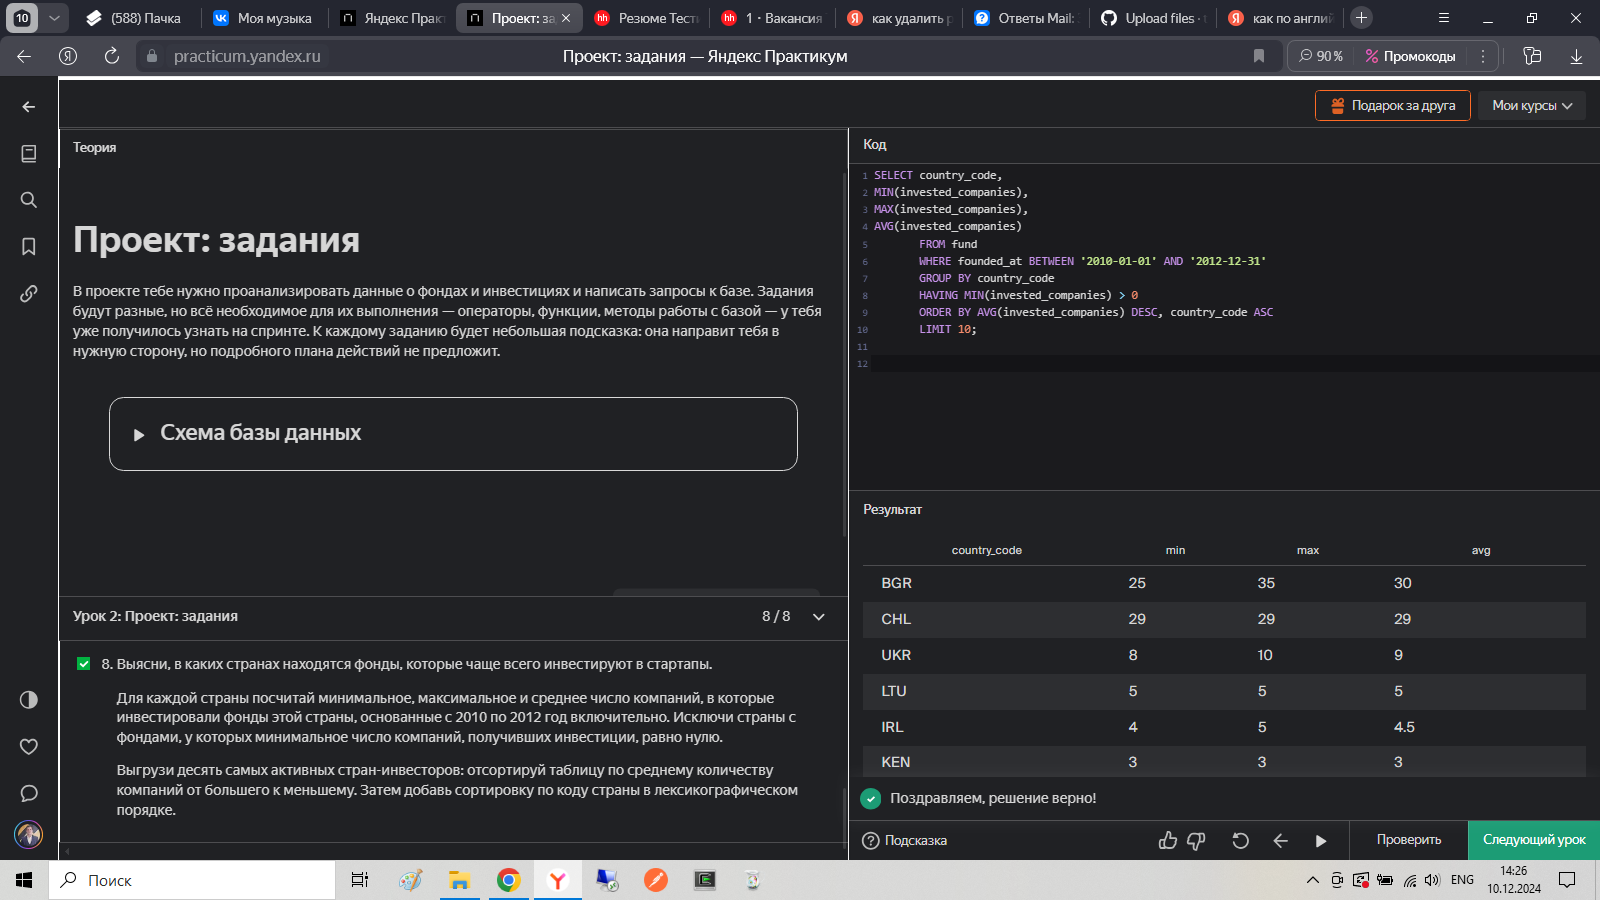 10
(588) Пачка
Моя музыка
Яндекс Прак
Проект: за
Резюме Тест
1 · Вакансия
как удалить р
Ответы Mail:
Upload files · t
как по англий
practicum.yandex.ru
Проект: задания — Яндекс Практикум
90 %
Промокоды
Подарок за друга
Мои курсы
Теория
Проект: задания
В проекте тебе нужно проанализировать данные о фондах и инвестициях и написать запросы к базе. Задания
будут разные, но всё необходимое для их выполнения — операторы, функции, методы работы с базой — у тебя
уже получилось узнать на спринте. К каждому заданию будет небольшая подсказка: она направит тебя в
нужную сторону, но подробного плана действий не предложит.
Схема базы данных
Урок 2: Проект: задания
8 / 8
8. Выясни, в каких странах находятся фонды, которые чаще всего инвестируют в стартапы.
Для каждой страны посчитай минимальное, максимальное и среднее число компаний, в которые
инвестировали фонды этой страны, основанные с 2010 по 2012 год включительно. Исключи страны с
фондами, у которых минимальное число компаний, получивших инвестиции, равно нулю.
Выгрузи десять самых активных стран-инвесторов: отсортируй таблицу по среднему количеству
компаний от большего к меньшему. Затем добавь сортировку по коду страны в лексикографическом
порядке.
Код
1 SELECT country_code,
2 MIN(invested_companies),
3 MAX(invested_companies),
4 AVG(invested_companies)
5 FROM fund
6 WHERE founded_at BETWEEN '2010-01-01' AND '2012-12-31'
7 GROUP BY country_code
8 HAVING MIN(invested_companies) > 0
9 ORDER BY AVG(invested_companies) DESC, country_code ASC
10 LIMIT 10;
11
12
Результат
country_code min max avg
BGR 25 35 30
CHL 29 29 29
UKR 8 10 9
LTU 5 5 5
IRL 4 5 4.5
KEN 3 3 3
Поздравляем, решение верно!
Подсказка
Проверить
Следующий урок
Поиск
ENG
14:26
10.12.2024